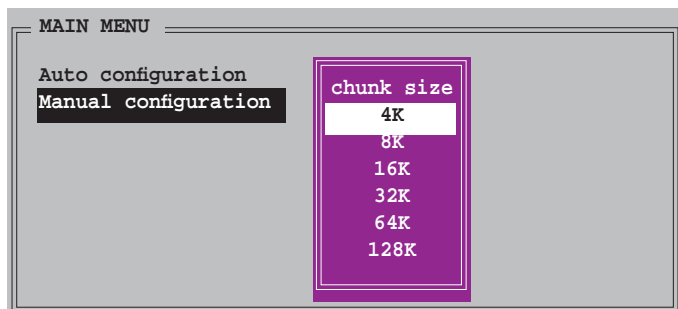 MAIN MENU
Auto configuration
Manual configuration
chunk size
4K
8K
16K
32K
64K
128K